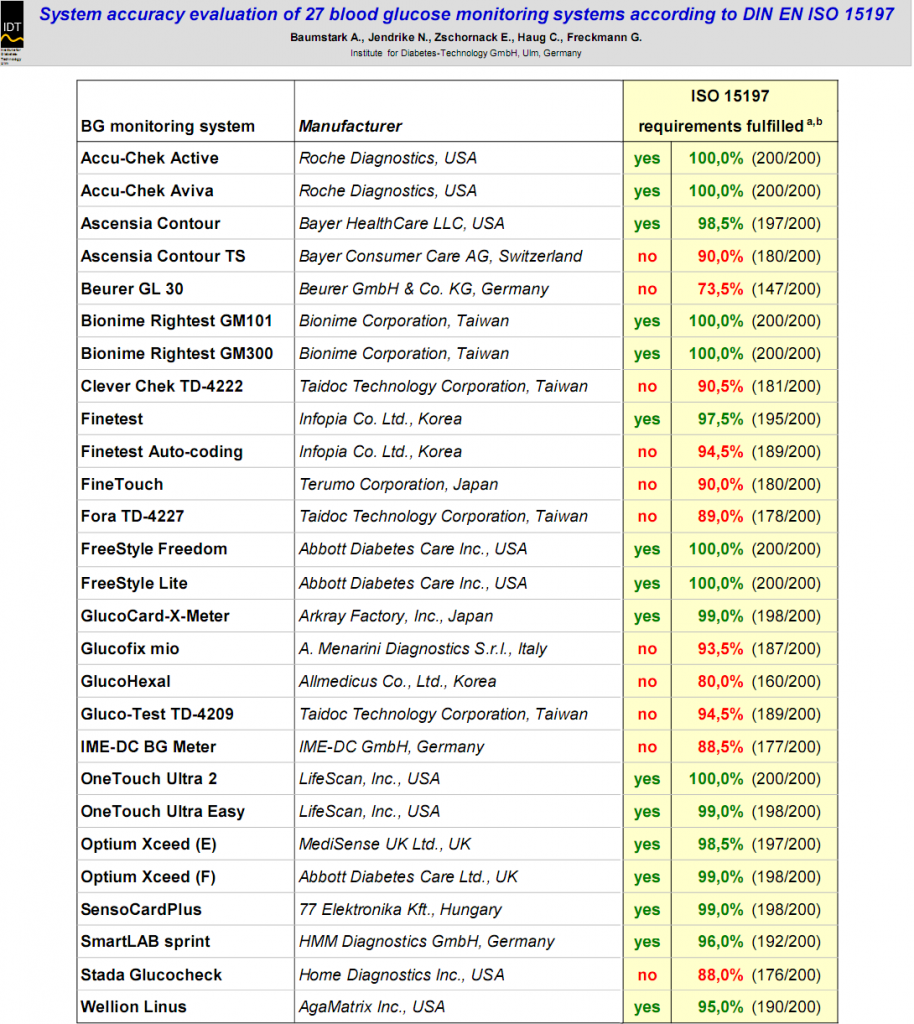 System accuracy evaluation of 27 blood glucose monitoring systems according to DIN EN ISO 15197
IDT
Baumstark A., Jendrike N., Zschornack E., Haug C., Freckmann G.
Institute for Diabetes-Technology GmbH, Ulm, Germany
BG monitoring system Manufacturer ISO 15197 requirements fulfilled a,b
Accu-Chek Active Roche Diagnostics, USA yes 100,0% (200/200)
Accu-Chek Aviva Roche Diagnostics, USA yes 100,0% (200/200)
Ascensia Contour Bayer HealthCare LLC, USA yes 98,5% (197/200)
Ascensia Contour TS Bayer Consumer Care AG, Switzerland no 90,0% (180/200)
Beurer GL 30 Beurer GmbH & Co. KG, Germany no 73,5% (147/200)
Bionime Rightest GM101 Bionime Corporation, Taiwan yes 100,0% (200/200)
Bionime Rightest GM300 Bionime Corporation, Taiwan yes 100,0% (200/200)
Clever Chek TD-4222 Taidoc Technology Corporation, Taiwan no 90,5% (181/200)
Finetest Infopia Co. Ltd., Korea yes 97,5% (195/200)
Finetest Auto-coding Infopia Co. Ltd., Korea no 94,5% (189/200)
FineTouch Terumo Corporation, Japan no 90,0% (180/200)
Fora TD-4227 Taidoc Technology Corporation, Taiwan no 89,0% (178/200)
FreeStyle Freedom Abbott Diabetes Care Inc., USA yes 100,0% (200/200)
FreeStyle Lite Abbott Diabetes Care Inc., USA yes 100,0% (200/200)
GlucoCard-X-Meter Arkray Factory, Inc., Japan yes 99,0% (198/200)
Glucofix mio A. Menarini Diagnostics S.r.l., Italy no 93,5% (187/200)
GlucoHexal Allmedicus Co., Ltd., Korea no 80,0% (160/200)
Gluco-Test TD-4209 Taidoc Technology Corporation, Taiwan no 94,5% (189/200)
IME-DC BG Meter IME-DC GmbH, Germany no 88,5% (177/200)
OneTouch Ultra 2 LifeScan, Inc., USA yes 100,0% (200/200)
OneTouch Ultra Easy LifeScan, Inc., USA yes 99,0% (198/200)
Optium Xceed (E) MediSense UK Ltd., UK yes 98,5% (197/200)
Optium Xceed (F) Abbott Diabetes Care Ltd., UK yes 99,0% (198/200)
SensoCardPlus 77 Elektronika Kft., Hungary yes 99,0% (198/200)
SmartLAB sprint HMM Diagnostics GmbH, Germany yes 96,0% (192/200)
Stada Glucocheck Home Diagnostics Inc., USA no 88,0% (176/200)
Wellion Linus AgaMatrix Inc., USA yes 95,0% (190/200)